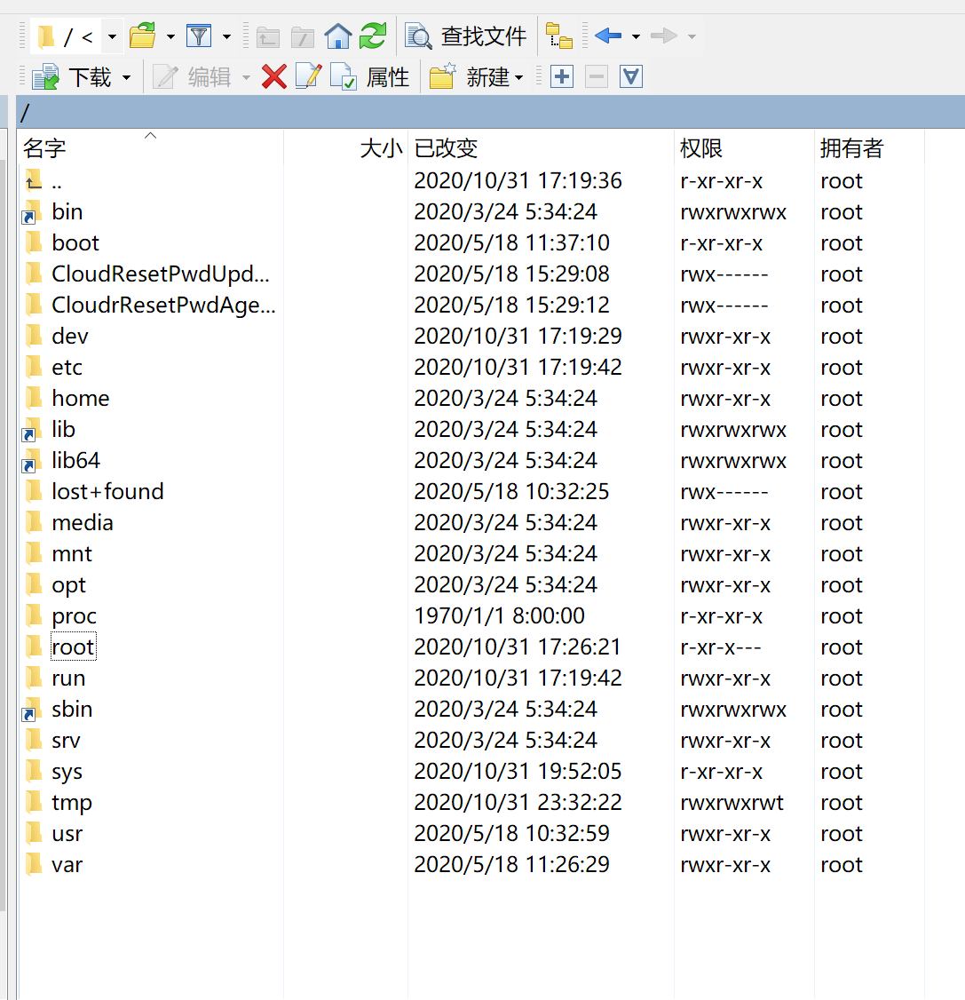 / <
查找文件
下载 编辑 属性 新建
/
名字 大小 已改变 权限 拥有者
.. 2020/10/31 17:19:36 r-xr-xr-x root
bin 2020/3/24 5:34:24 rwxrwxrwx root
boot 2020/5/18 11:37:10 r-xr-xr-x root
CloudResetPwdUpd... 2020/5/18 15:29:08 rwx------ root
CloudrResetPwdAge... 2020/5/18 15:29:12 rwx------ root
dev 2020/10/31 17:19:29 rwxr-xr-x root
etc 2020/10/31 17:19:42 rwxr-xr-x root
home 2020/3/24 5:34:24 rwxr-xr-x root
lib 2020/3/24 5:34:24 rwxrwxrwx root
lib64 2020/3/24 5:34:24 rwxrwxrwx root
lost+found 2020/5/18 10:32:25 rwx------ root
media 2020/3/24 5:34:24 rwxr-xr-x root
mnt 2020/3/24 5:34:24 rwxr-xr-x root
opt 2020/3/24 5:34:24 rwxr-xr-x root
proc 1970/1/1 8:00:00 r-xr-xr-x root
root 2020/10/31 17:26:21 r-xr-x--- root
run 2020/10/31 17:19:42 rwxr-xr-x root
sbin 2020/3/24 5:34:24 rwxrwxrwx root
srv 2020/3/24 5:34:24 rwxr-xr-x root
sys 2020/10/31 19:52:05 r-xr-xr-x root
tmp 2020/10/31 23:32:22 rwxrwxrwt root
usr 2020/5/18 10:32:59 rwxr-xr-x root
var 2020/5/18 11:26:29 rwxr-xr-x root